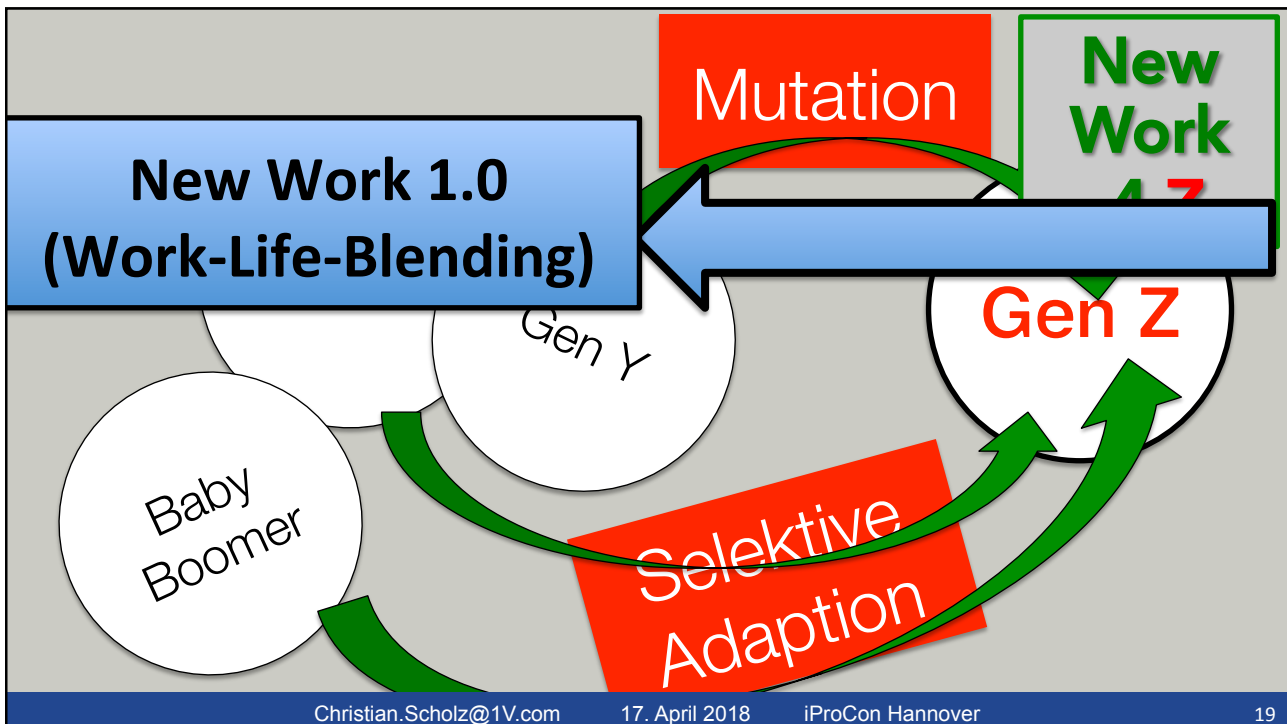 Mutation
New
Work
New Work 1.0
(Work-Life-Blending)
Gen Y
Gen Z
Baby
Boomer
Selektive
Adaption
Christian.Scholz@1V.com 17. April 2018 iProCon Hannover 19